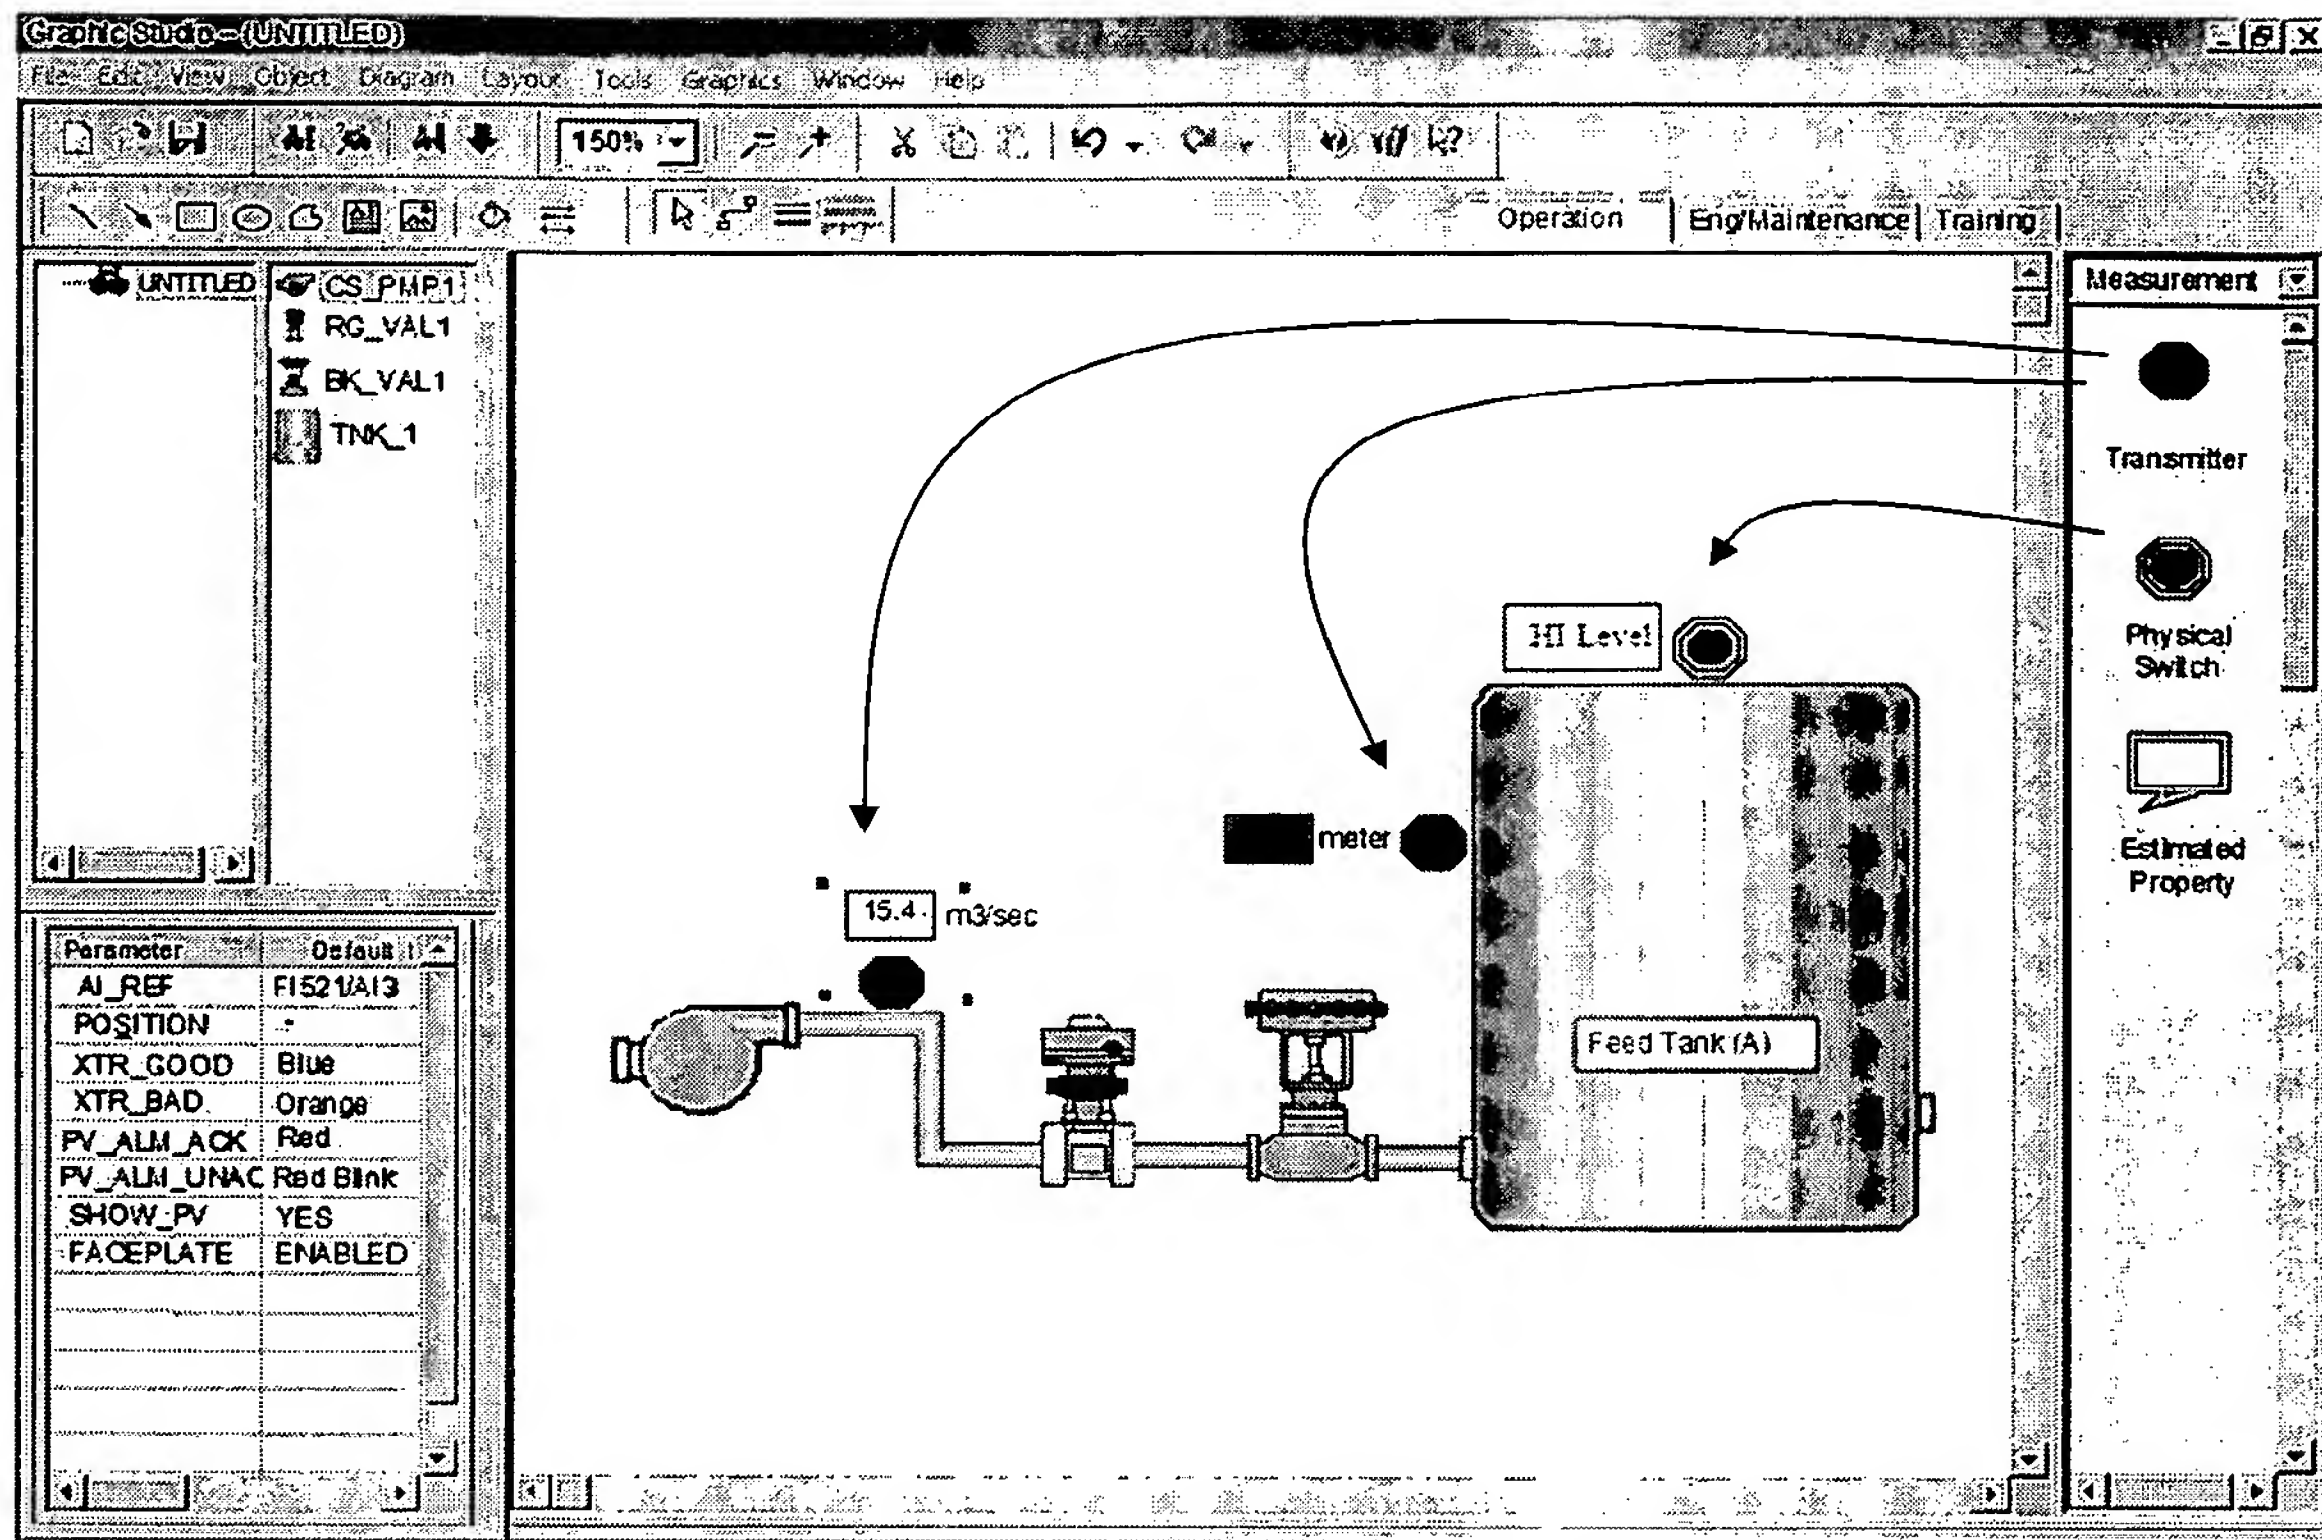 Graphic Studio - (UNTITLED)
File Edit View Object Diagram Layout Tools Graphics Window Help
150%
Operation Eng/Maintenance Training
UNTITLED
CS_PMP1
RG_VAL1
BK_VAL1
TNK_1
Measurement
Transmitter
Physical
Switch
Estimated
Property
HI Level
meter
15.4
m3/sec
Feed Tank (A)
Parameter Default
AI_REF FI521/AI3
POSITION
XTR_GOOD Blue
XTR_BAD Orange
PV_ALM_ACK Red
PV_ALM_UNAC Red Blink
SHOW_PV YES
FACEPLATE ENABLED